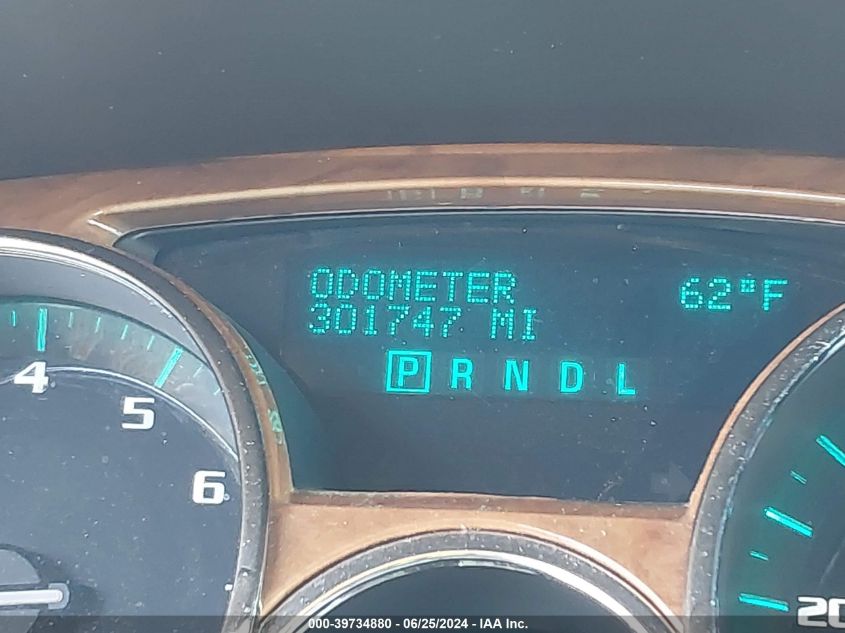 ODOMETER
62°F
301747 MI
P R N D L
4
5
6
20
000-39734880 - 06/25/2024 - IAA Inc.